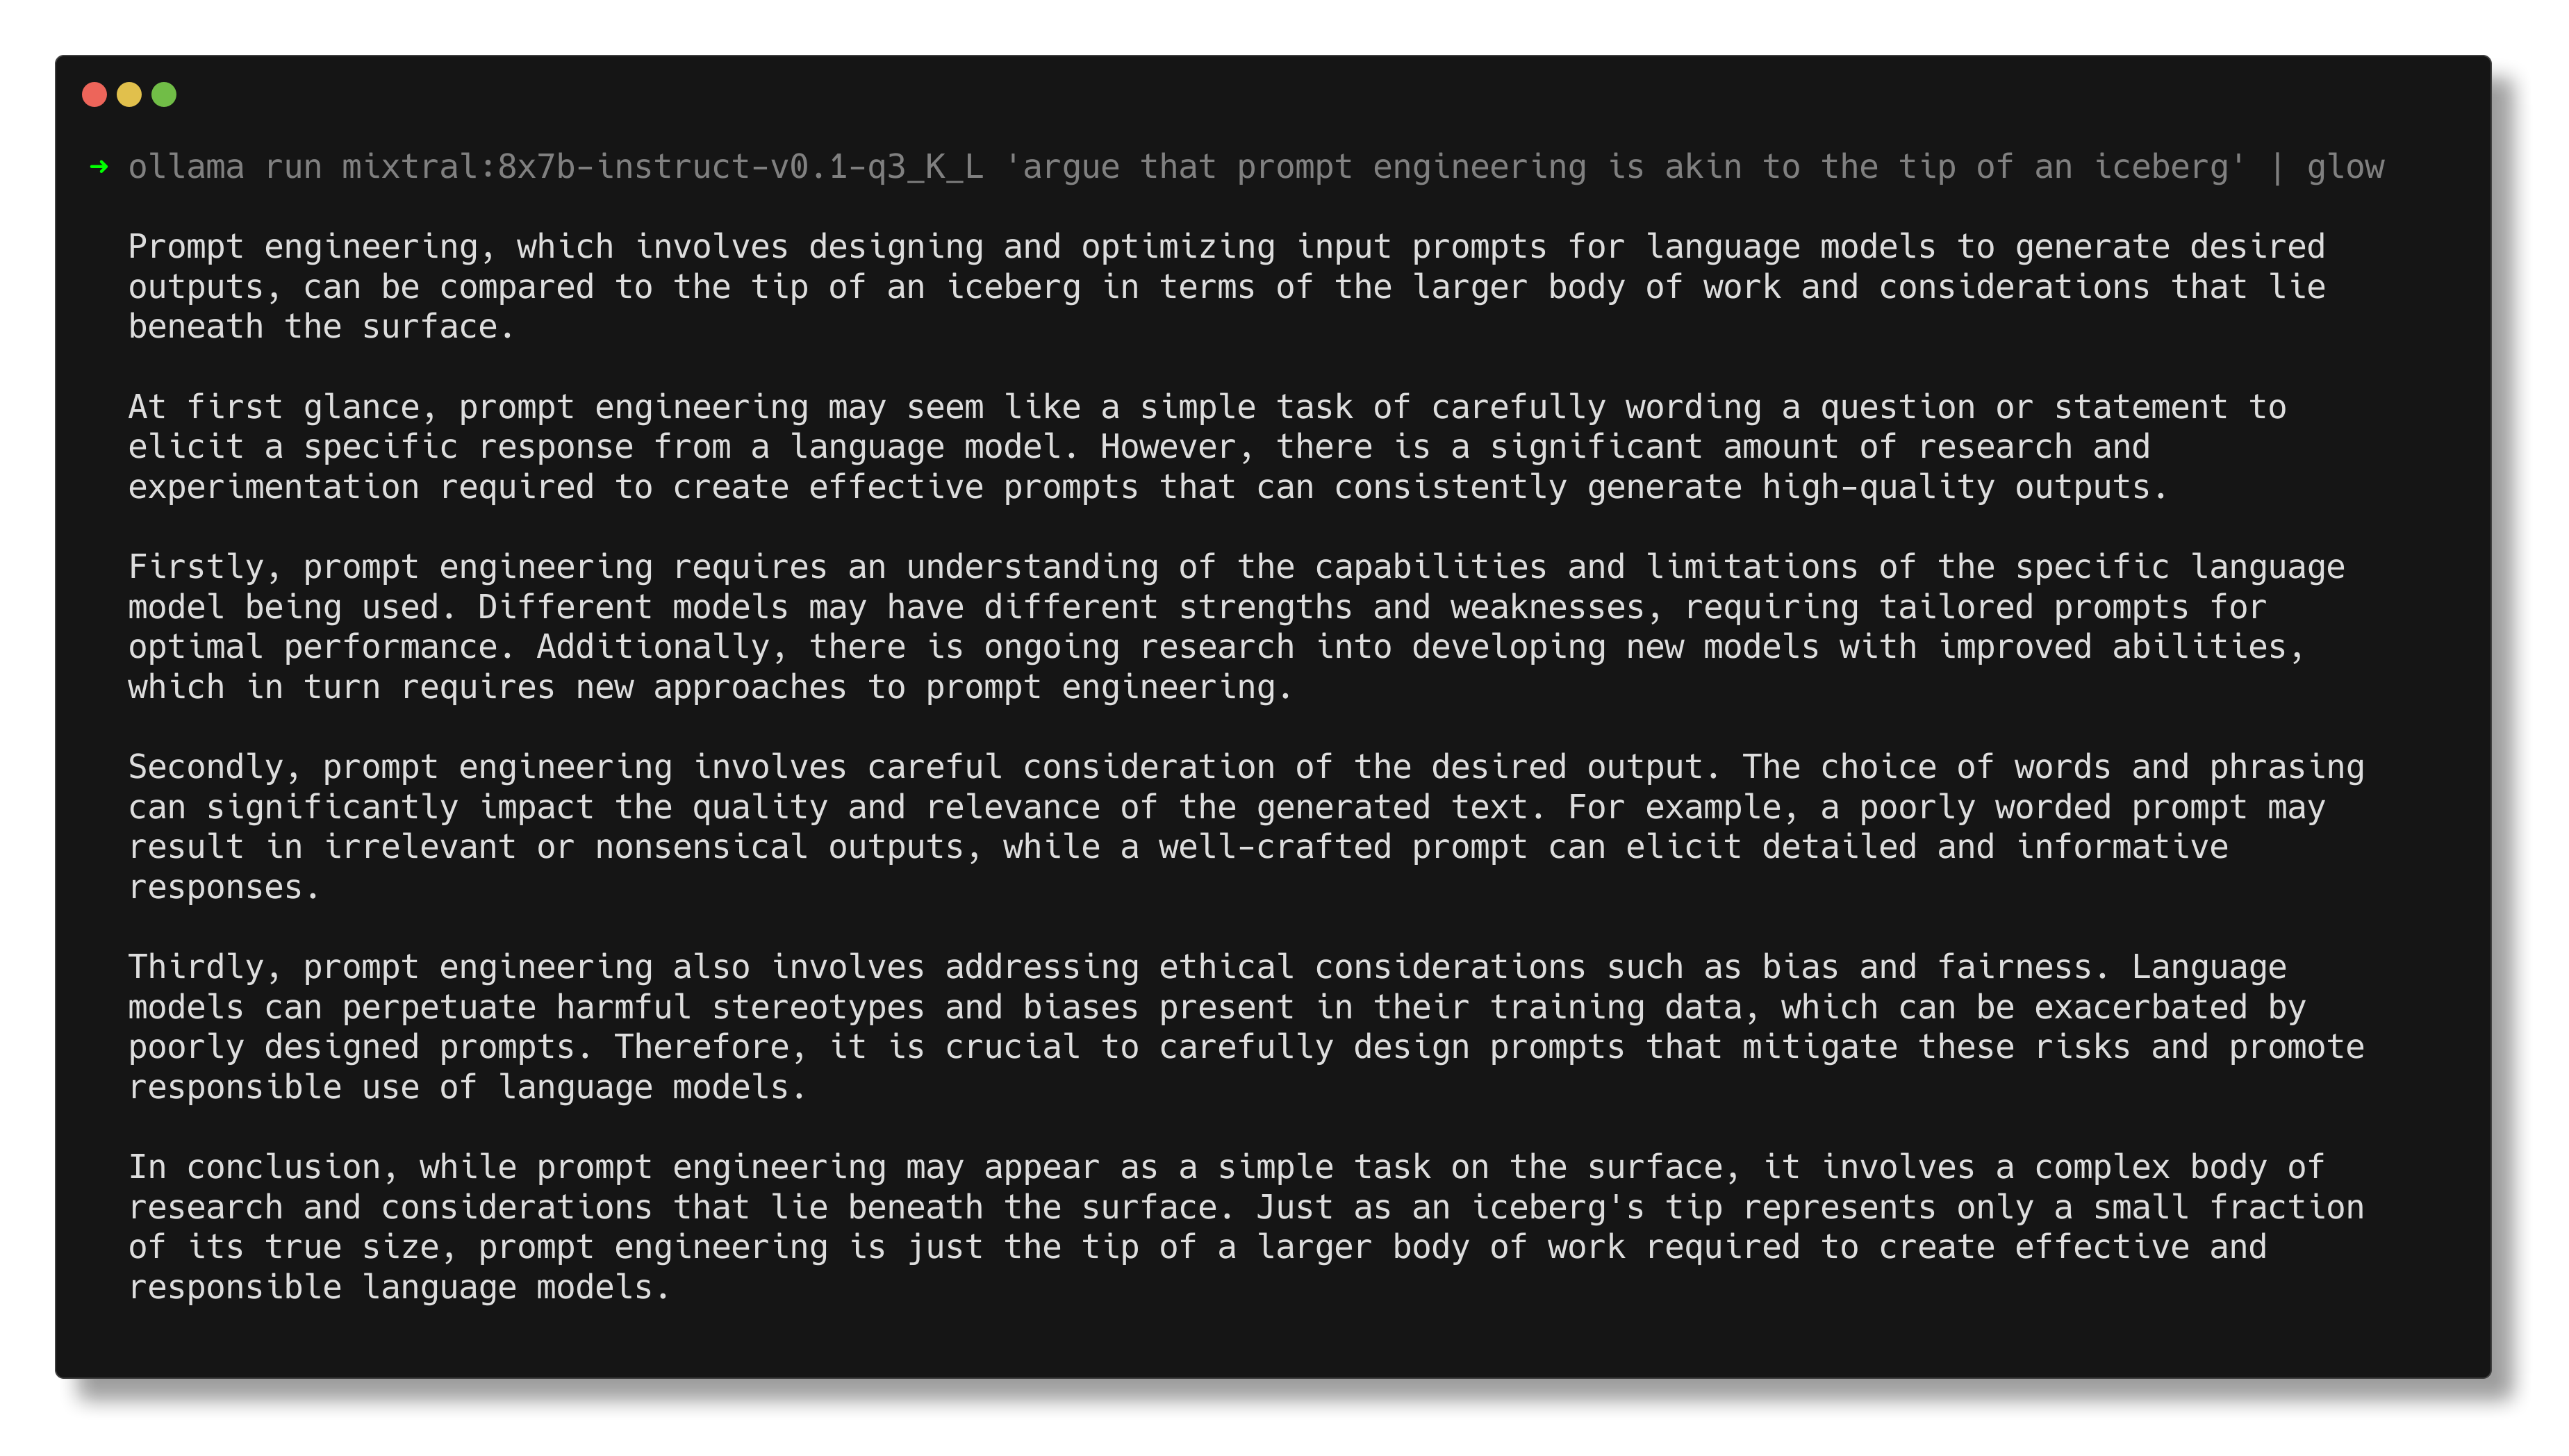 ➜ ollama run mixtral:8x7b-instruct-v0.1-q3_K_L 'argue that prompt engineering is akin to the tip of an iceberg' | glow
Prompt engineering, which involves designing and optimizing input prompts for language models to generate desired
outputs, can be compared to the tip of an iceberg in terms of the larger body of work and considerations that lie
beneath the surface.
At first glance, prompt engineering may seem like a simple task of carefully wording a question or statement to
elicit a specific response from a language model. However, there is a significant amount of research and
experimentation required to create effective prompts that can consistently generate high-quality outputs.
Firstly, prompt engineering requires an understanding of the capabilities and limitations of the specific language
model being used. Different models may have different strengths and weaknesses, requiring tailored prompts for
optimal performance. Additionally, there is ongoing research into developing new models with improved abilities,
which in turn requires new approaches to prompt engineering.
Secondly, prompt engineering involves careful consideration of the desired output. The choice of words and phrasing
can significantly impact the quality and relevance of the generated text. For example, a poorly worded prompt may
result in irrelevant or nonsensical outputs, while a well-crafted prompt can elicit detailed and informative
responses.
Thirdly, prompt engineering also involves addressing ethical considerations such as bias and fairness. Language
models can perpetuate harmful stereotypes and biases present in their training data, which can be exacerbated by
poorly designed prompts. Therefore, it is crucial to carefully design prompts that mitigate these risks and promote
responsible use of language models.
In conclusion, while prompt engineering may appear as a simple task on the surface, it involves a complex body of
research and considerations that lie beneath the surface. Just as an iceberg's tip represents only a small fraction
of its true size, prompt engineering is just the tip of a larger body of work required to create effective and
responsible language models.